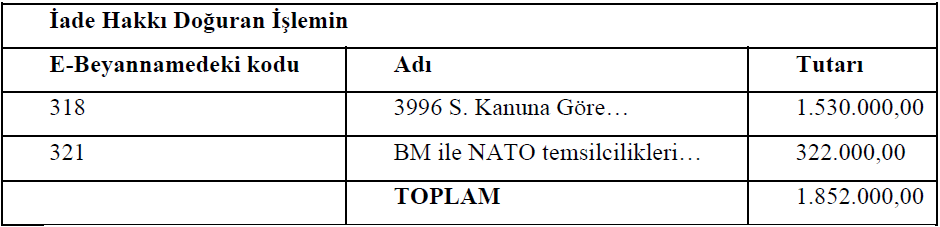 İade Hakkı Doğuran İşlemin
E-Beyannamedeki kodu Adı Tutarı
318 3996 S. Kanuna Göre… 1.530.000,00
321 BM ile NATO temsilcilikleri… 322.000,00
TOPLAM 1.852.000,00